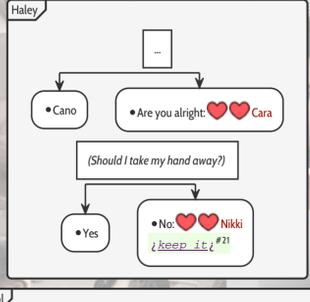 Haley
...
•Cano
•Are you alright: ❤❤ Cara
(Should I take my hand away?)
•Yes
•No: ❤❤ Nikki
¿keep it¿ #21